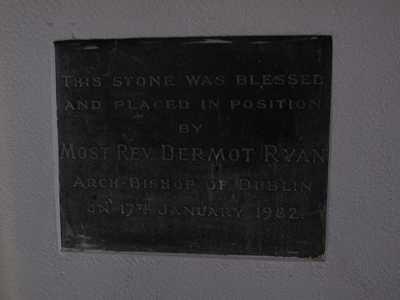 THIS STONE WAS BLESSED
AND PLACED IN POSITION
BY
MOST REV. DERMOT RYAN
ARCH-BISHOP OF DUBLIN
ON 17TH JANUARY 1982.